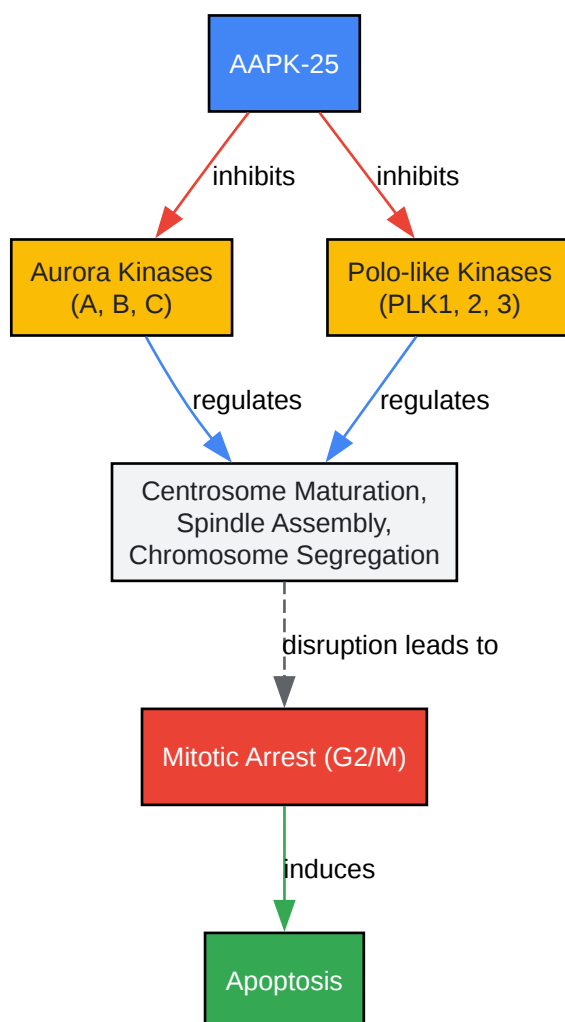 AAPK-25
inhibits
inhibits
Aurora Kinases
(A, B, C)
Polo-like Kinases
(PLK1, 2, 3)
regulates
regulates
Centrosome Maturation,
Spindle Assembly,
Chromosome Segregation
disruption leads to
Mitotic Arrest (G2/M)
induces
Apoptosis